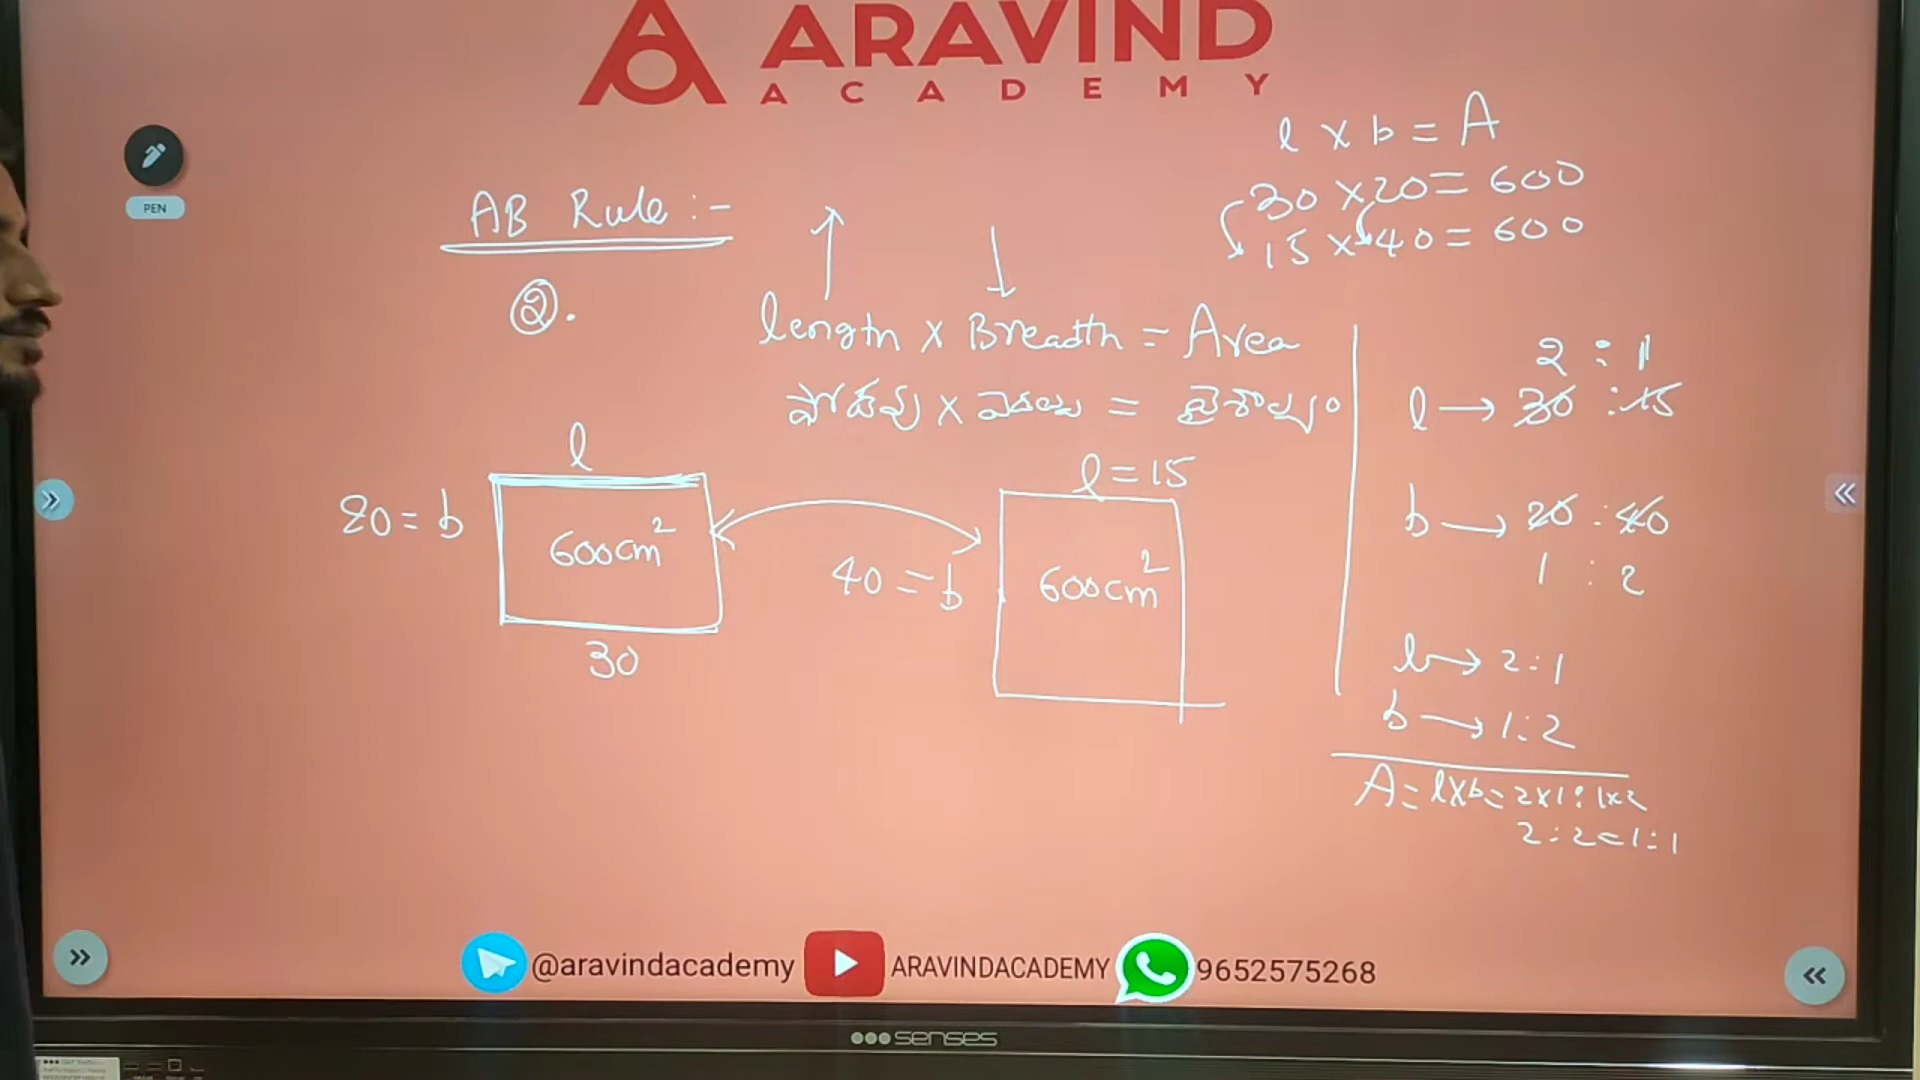 ARAVIND
ACADEMY
PEN
l x b = A
30 x 20 = 600
15 x 40 = 600
AB Rule :-
②.
length x Breadth = Area
పొడవు x వెడల్పు = వైశాల్యం
2 : 1
l → 30 : 15
b → 20 : 40
1 : 2
l → 2:1
b → 1:2
A = lxb = 2x1 : 1x2
2:2 = 1:1
l
20 = b
600cm²
30
l = 15
40 = b
600cm²
@aravindacademy ARAVINDACADEMY 9652575268
senses